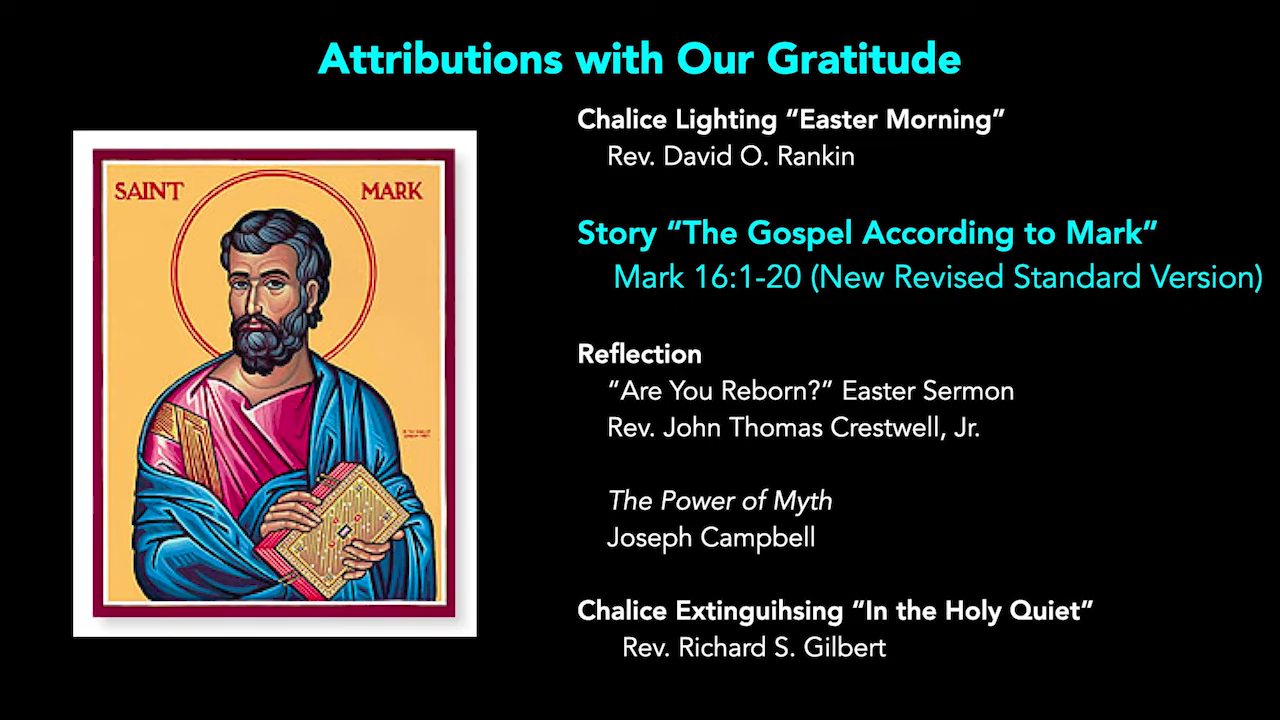 Attributions with Our Gratitude
SAINT MARK
Chalice Lighting “Easter Morning”
Rev. David O. Rankin
Story “The Gospel According to Mark”
Mark 16:1-20 (New Revised Standard Version)
Reflection
“Are You Reborn?” Easter Sermon
Rev. John Thomas Crestwell, Jr.
The Power of Myth
Joseph Campbell
Chalice Extinguihsing “In the Holy Quiet”
Rev. Richard S. Gilbert